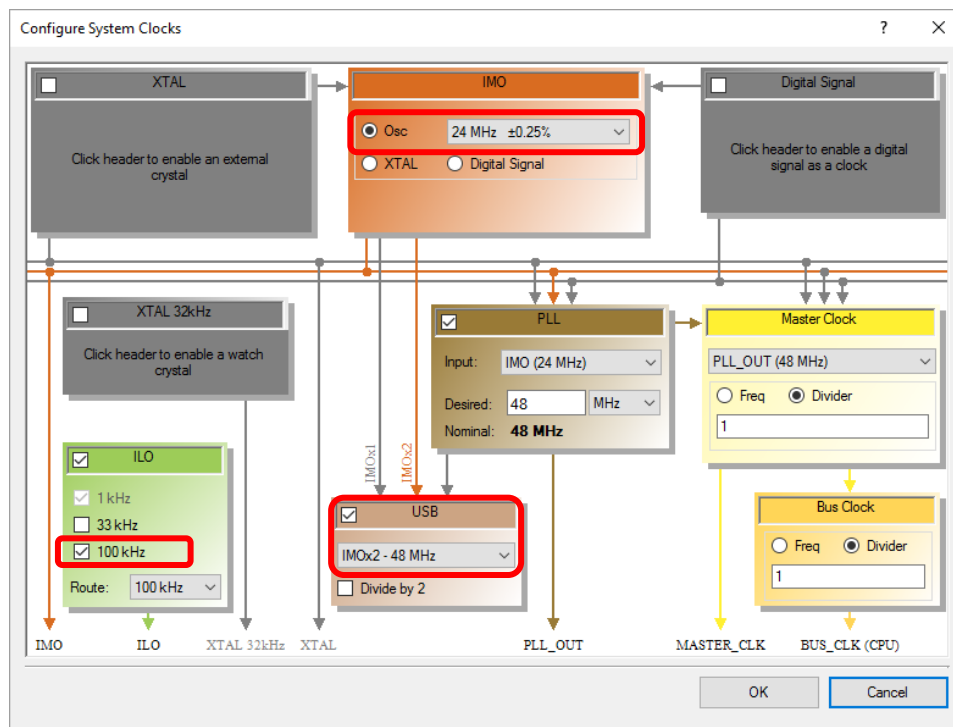 Configure System Clocks
?
XTAL
Click header to enable an external
crystal
IMO
Osc
24 MHz ±0.25%
XTAL
Digital Signal
Digital Signal
Click header to enable a digital
signal as a clock
XTAL 32kHz
Click header to enable a watch
crystal
PLL
Input:
IMO (24 MHz)
Desired:
48
MHz
Nominal:
48 MHz
Master Clock
PLL_OUT (48 MHz)
Freq
Divider
1
ILO
1 kHz
33 kHz
100 kHz
Route:
100 kHz
IMOx1
IMOx2
USB
IMOx2 - 48 MHz
Divide by 2
Bus Clock
Freq
Divider
1
IMO
ILO
XTAL 32kHz
XTAL
PLL_OUT
MASTER_CLK
BUS_CLK (CPU)
OK
Cancel